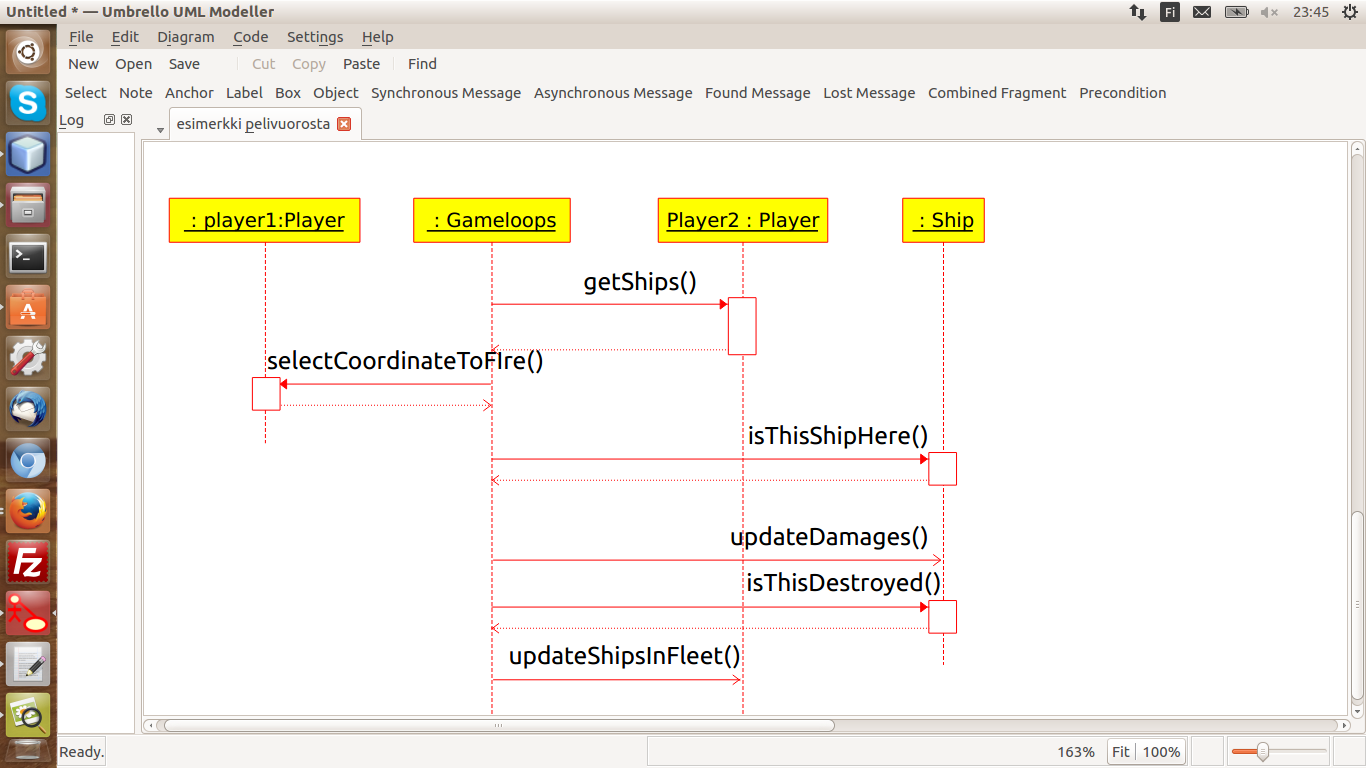 Untitled * — Umbrello UML Modeller
Fi
23:45
File Edit Diagram Code Settings Help
New Open Save Cut Copy Paste Find
Select Note Anchor Label Box Object Synchronous Message Asynchronous Message Found Message Lost Message Combined Fragment Precondition
Log
esimerkki pelivuorosta
: player1:Player
: Gameloops
Player2 : Player
: Ship
getShips()
selectCoordinateToFIre()
isThisShipHere()
updateDamages()
isThisDestroyed()
updateShipsInFleet()
Ready.
163%
Fit
100%